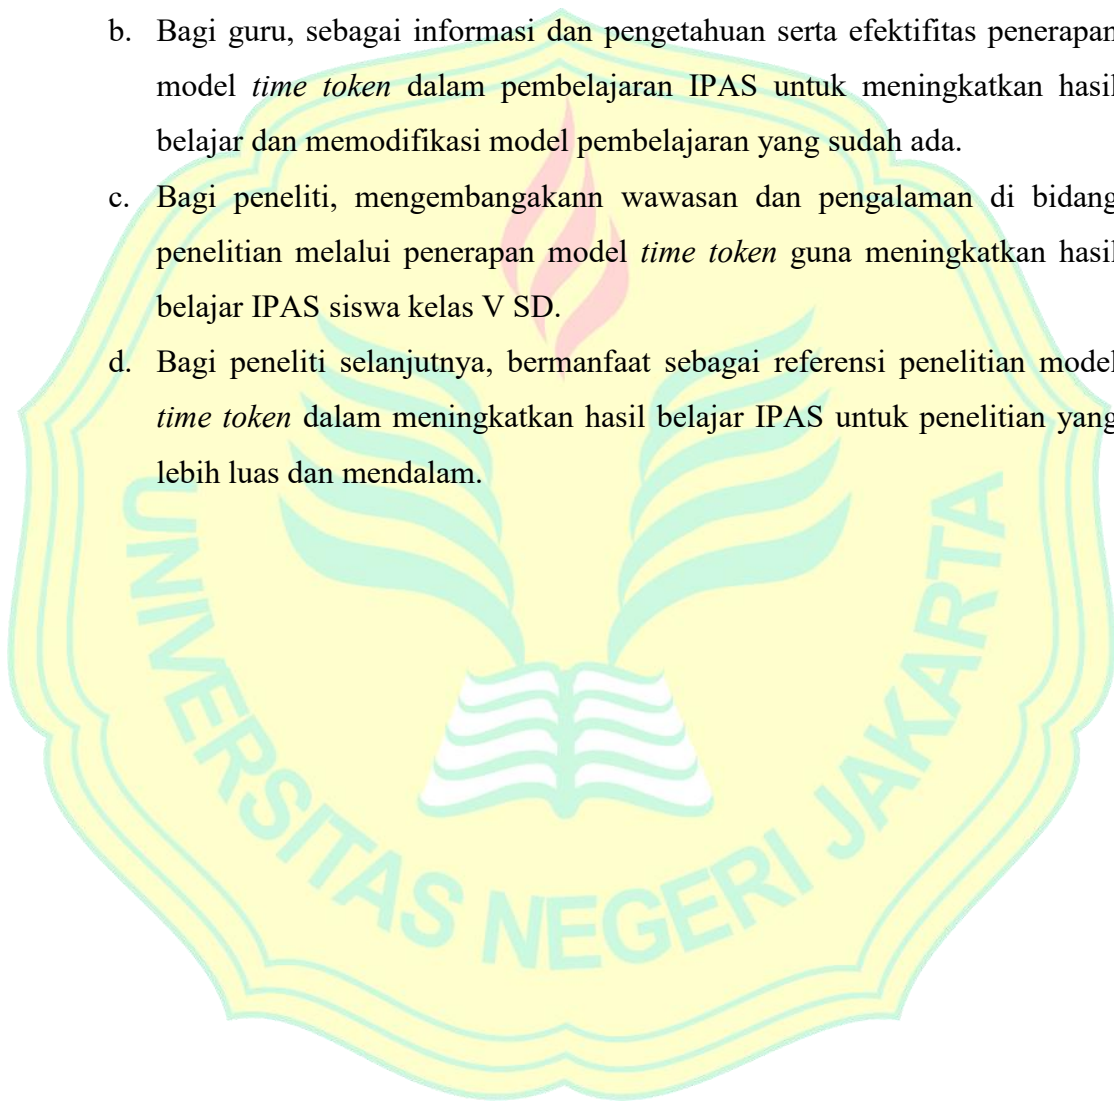 b. Bagi guru, sebagai informasi dan pengetahuan serta efektifitas penerapan
model time token dalam pembelajaran IPAS untuk meningkatkan hasil
belajar dan memodifikasi model pembelajaran yang sudah ada.
c. Bagi peneliti, mengembangakann wawasan dan pengalaman di bidang
penelitian melalui penerapan model time token guna meningkatkan hasil
belajar IPAS siswa kelas V SD.
d. Bagi peneliti selanjutnya, bermanfaat sebagai referensi penelitian model
time token dalam meningkatkan hasil belajar IPAS untuk penelitian yang
lebih luas dan mendalam.
UNIVERSITAS NEGERI JAKARTA